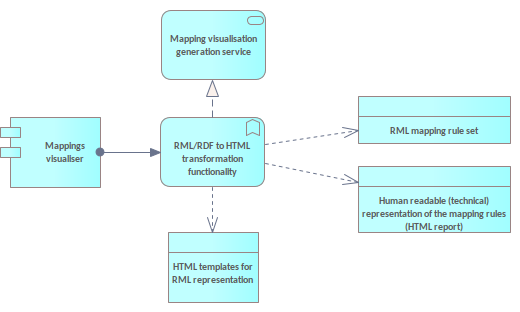 Mapping visualisation
generation service
Mappings
visualiser
RML/RDF to HTML
transformation
functionality
RML mapping rule set
Human readable (technical)
representation of the mapping rules
(HTML report)
HTML templates for
RML representation